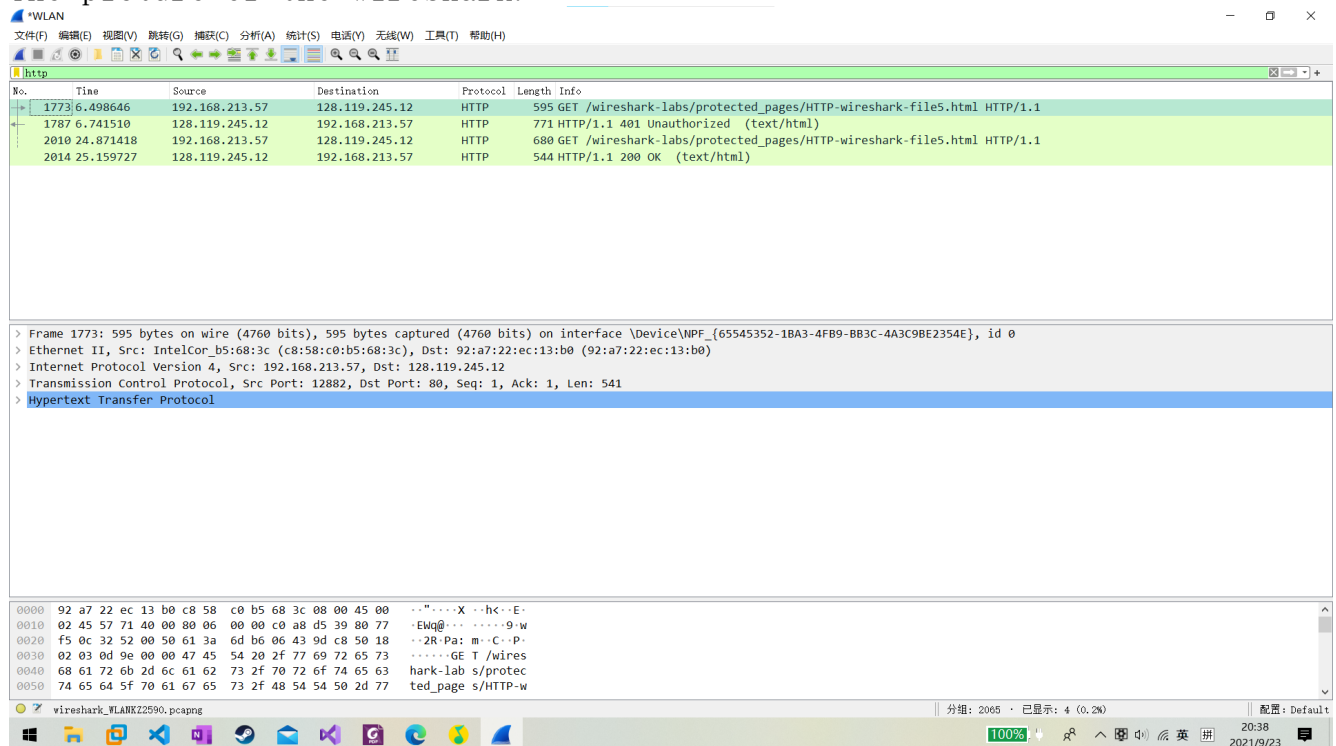 *WLAN
文件(F) 编辑(E) 视图(V) 跳转(G) 捕获(C) 分析(A) 统计(S) 电话(Y) 无线(W) 工具(T) 帮助(H)
http
No. Time Source Destination Protocol Length Info
1773 6.498646 192.168.213.57 128.119.245.12 HTTP 595 GET /wireshark-labs/protected_pages/HTTP-wireshark-file5.html HTTP/1.1
1787 6.741510 128.119.245.12 192.168.213.57 HTTP 771 HTTP/1.1 401 Unauthorized (text/html)
2010 24.871418 192.168.213.57 128.119.245.12 HTTP 680 GET /wireshark-labs/protected_pages/HTTP-wireshark-file5.html HTTP/1.1
2014 25.159727 128.119.245.12 192.168.213.57 HTTP 544 HTTP/1.1 200 OK (text/html)
> Frame 1773: 595 bytes on wire (4760 bits), 595 bytes captured (4760 bits) on interface \Device\NPF_{65545352-1BA3-4FB9-BB3C-4A3C9BE2354E}, id 0
> Ethernet II, Src: IntelCor_b5:68:3c (c8:58:c0:b5:68:3c), Dst: 92:a7:22:ec:13:b0 (92:a7:22:ec:13:b0)
> Internet Protocol Version 4, Src: 192.168.213.57, Dst: 128.119.245.12
> Transmission Control Protocol, Src Port: 12882, Dst Port: 80, Seq: 1, Ack: 1, Len: 541
> Hypertext Transfer Protocol
0000 92 a7 22 ec 13 b0 c8 58 c0 b5 68 3c 08 00 45 00 ··"····X ··h<··E·
0010 02 45 57 71 40 00 80 06 00 00 c0 a8 d5 39 80 77 ·EWq@··· ·····9·w
0020 f5 0c 32 52 00 50 61 3a 6d b6 06 43 9d c8 50 18 ··2R·Pa: m··C··P·
0030 02 03 0d 9e 00 00 47 45 54 20 2f 77 69 72 65 73 ······GE T /wires
0040 68 61 72 6b 2d 6c 61 62 73 2f 70 72 6f 74 65 63 hark-lab s/protec
0050 74 65 64 5f 70 61 67 65 73 2f 48 54 54 50 2d 77 ted_page s/HTTP-w
wireshark_WLANKZ2590.pcapng 分组: 2065 · 已显示: 4 (0.2%) 配置: Default
100% 英 拼 20:38
2021/9/23